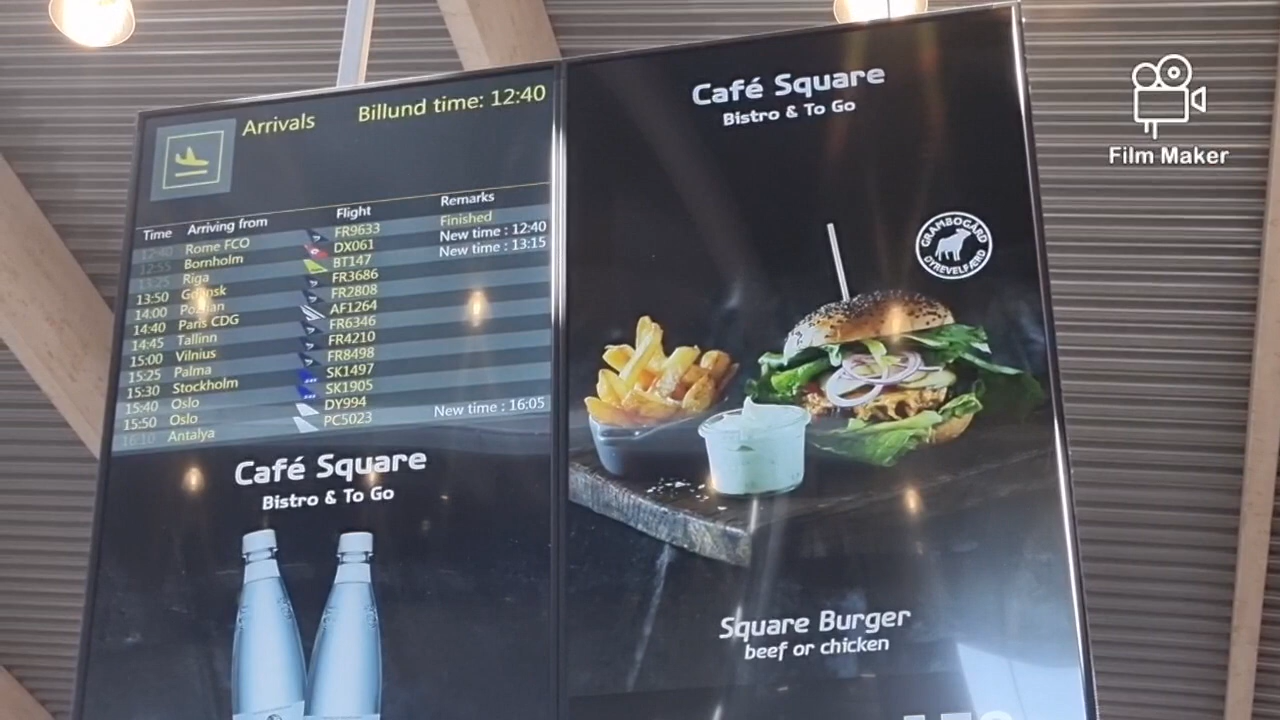 Arrivals Billund time: 12:40
Time Arriving from Flight Remarks
12:40 Rome FCO FR9633 Finished
12:55 Bornholm DX061 New time : 12:40
13:25 Riga BT147 New time : 13:15
13:50 Gdansk FR3686
14:00 Poznan FR2808
14:40 Paris CDG AF1264
14:45 Tallinn FR6346
15:00 Vilnius FR4210
15:25 Palma FR8498
15:30 Stockholm SK1497
15:40 Oslo SK1905
15:50 Oslo DY994
16:10 Antalya PC5023 New time : 16:05
Café Square
Bistro & To Go
Café Square
Bistro & To Go
GRAMBOGÅRD
DYREVELFÆRD
Square Burger
beef or chicken
Film Maker